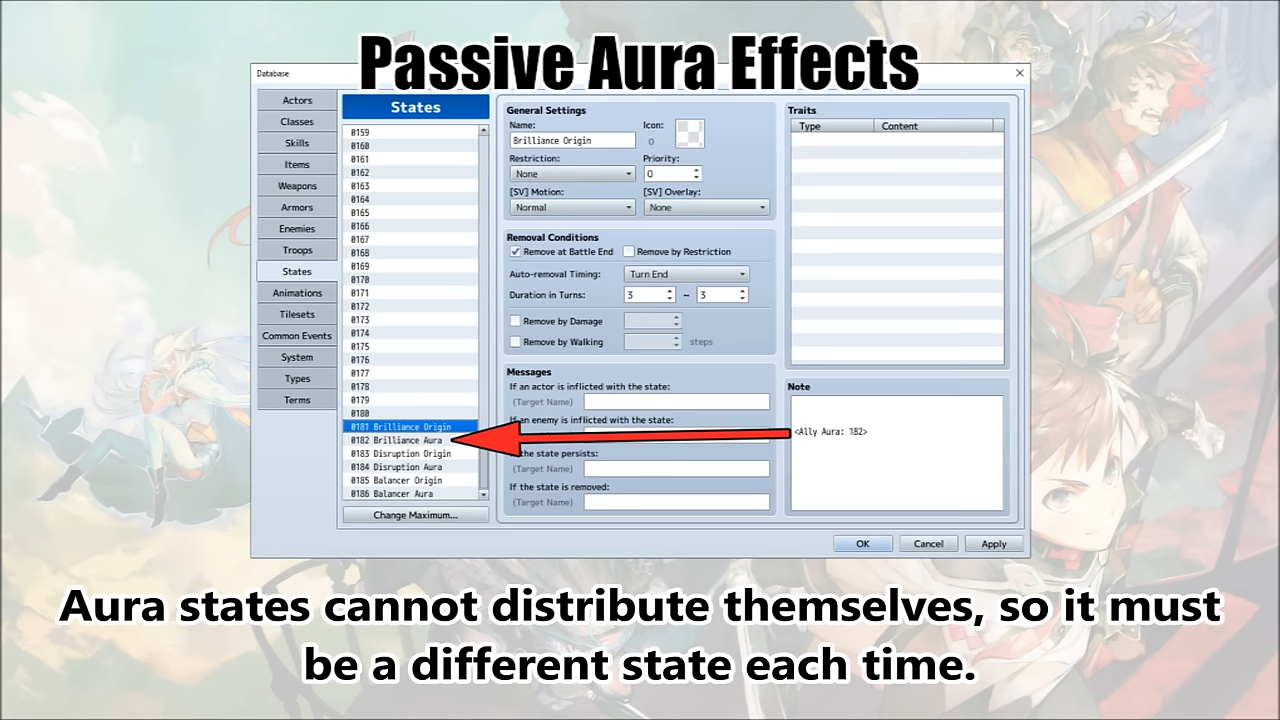 Passive Aura Effects
Database
Actors
Classes
Skills
Items
Weapons
Armors
Enemies
Troops
States
Animations
Tilesets
Common Events
System
Types
Terms
States
0159
0160
0161
0162
0163
0164
0165
0166
0167
0168
0169
0170
0171
0172
0173
0174
0175
0176
0177
0178
0179
0180
0181 Brilliance Origin
0182 Brilliance Aura
0183 Disruption Origin
0184 Disruption Aura
0185 Balancer Origin
0186 Balancer Aura
Change Maximum...
General Settings
Name: Icon:
Brilliance Origin 0
Restriction: Priority:
None 0
[SV] Motion: [SV] Overlay:
Normal None
Removal Conditions
Remove at Battle End Remove by Restriction
Auto-removal Timing: Turn End
Duration in Turns: 3 ~ 3
Remove by Damage
Remove by Walking steps
Messages
If an actor is inflicted with the state:
(Target Name)
If an enemy is inflicted with the state:
the state persists:
(Target Name)
If the state is removed:
(Target Name)
Traits
Type Content
Note
<Ally Aura: 182>
OK Cancel Apply
Aura states cannot distribute themselves, so it must
be a different state each time.